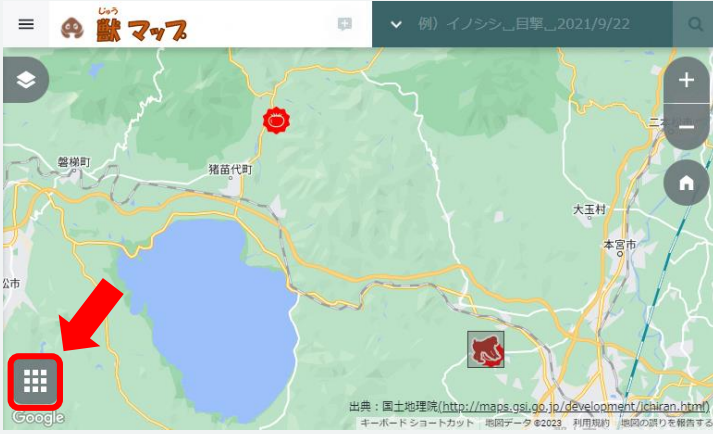 じゅう
獣 マップ
例）イノシシ␣目撃␣2021/9/22
磐梯町
猪苗代町
大玉村
本宮市
公市
Google
出典：国土地理院(http://maps.gsi.go.jp/development/ichiran.html)
キーボード ショートカット 地図データ ©2023 利用規約 地図の誤りを報告する